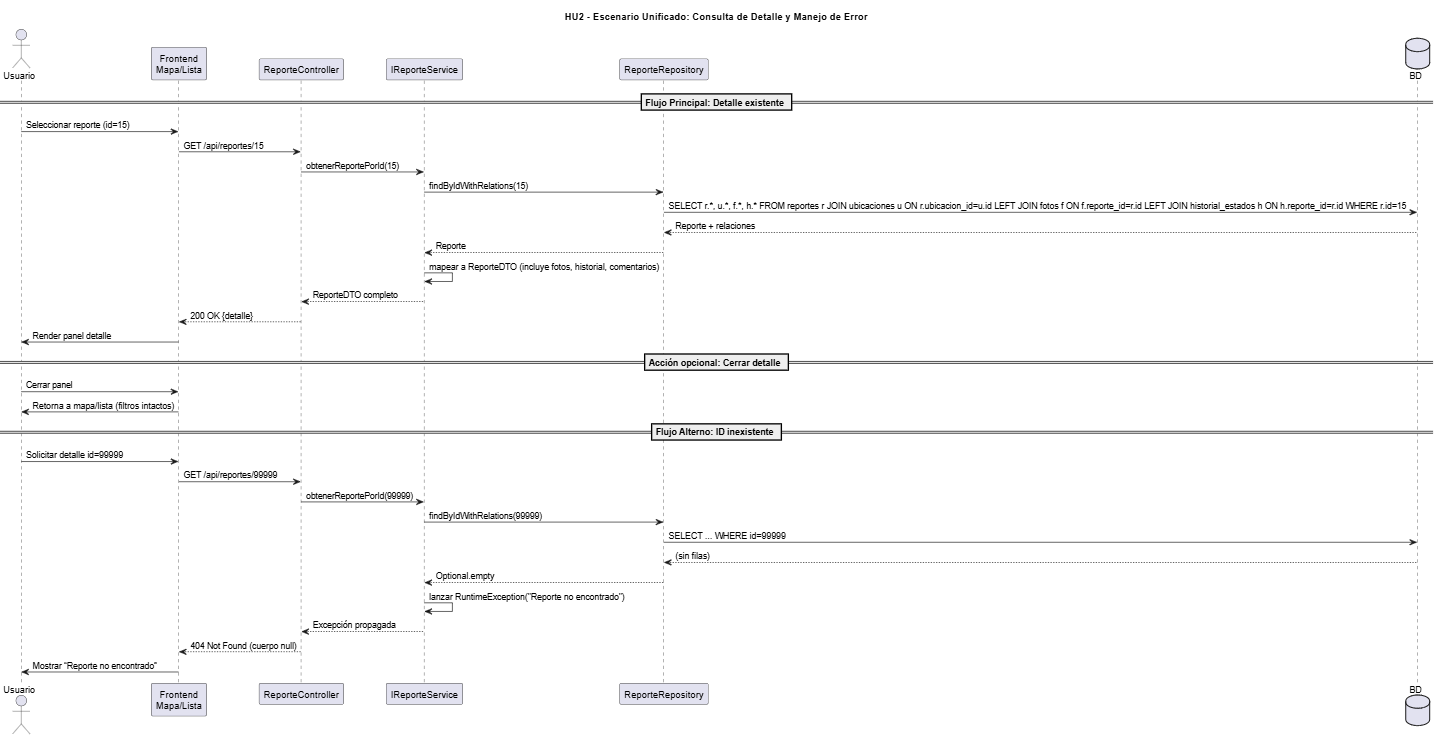 HU2 - Escenario Unificado: Consulta de Detalle y Manejo de Error
Usuario
Frontend
Mapa/Lista
ReporteController
IReporteService
ReporteRepository
BD
Flujo Principal: Detalle existente
Seleccionar reporte (id=15)
GET /api/reportes/15
obtenerReportePorId(15)
findByIdWithRelations(15)
SELECT r.*, u.*, f.*, h.* FROM reportes r JOIN ubicaciones u ON r.ubicacion_id=u.id LEFT JOIN fotos f ON f.reporte_id=r.id LEFT JOIN historial_estados h ON h.reporte_id=r.id WHERE r.id=15
Reporte + relaciones
Reporte
mapear a ReporteDTO (incluye fotos, historial, comentarios)
ReporteDTO completo
200 OK {detalle}
Render panel detalle
Acción opcional: Cerrar detalle
Cerrar panel
Retorna a mapa/lista (filtros intactos)
Flujo Alterno: ID inexistente
Solicitar detalle id=99999
GET /api/reportes/99999
obtenerReportePorId(99999)
findByIdWithRelations(99999)
SELECT ... WHERE id=99999
(sin filas)
Optional.empty
lanzar RuntimeException("Reporte no encontrado")
Excepción propagada
404 Not Found (cuerpo null)
Mostrar "Reporte no encontrado"
Usuario
Frontend
Mapa/Lista
ReporteController
IReporteService
ReporteRepository
BD